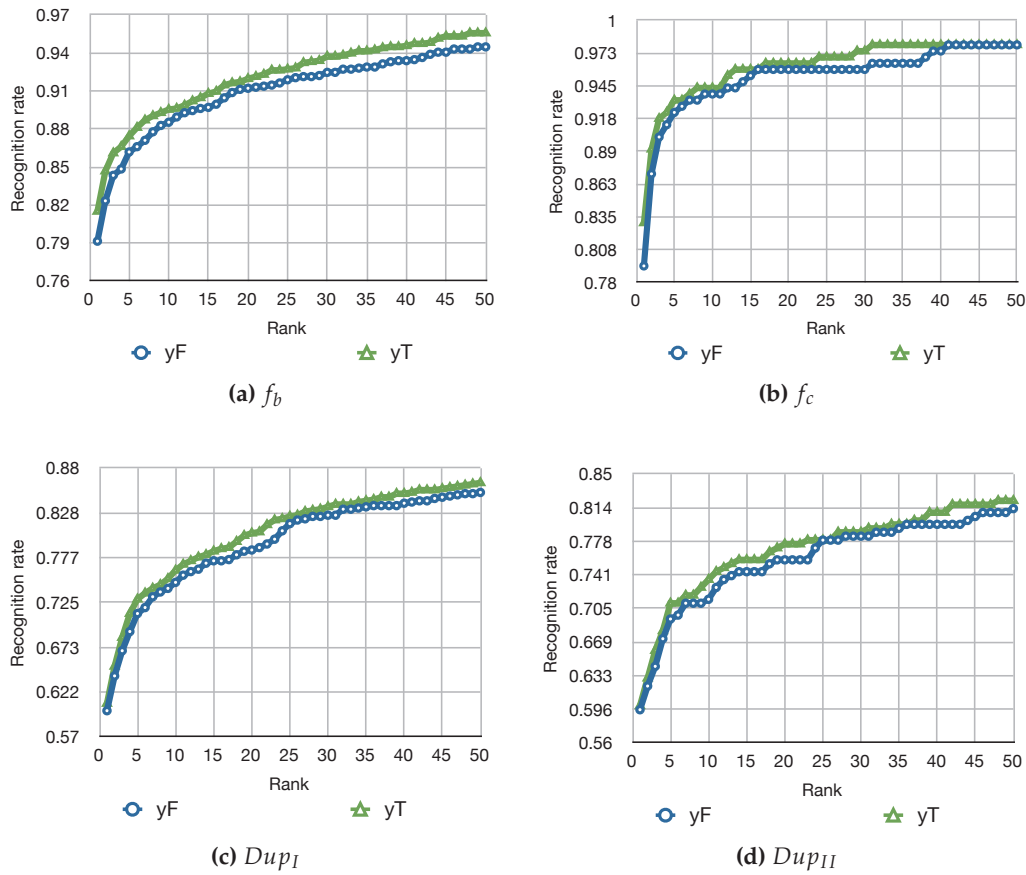 0.97
0.94
0.91
0.88
0.85
0.82
0.79
0.76
Recognition rate
0 5 10 15 20 25 30 35 40 45 50
Rank
yF yT
(a) f_b
1
0.973
0.945
0.918
0.89
0.863
0.835
0.808
0.78
Recognition rate
0 5 10 15 20 25 30 35 40 45 50
Rank
yF yT
(b) f_c
0.88
0.828
0.777
0.725
0.673
0.622
0.57
Recognition rate
0 5 10 15 20 25 30 35 40 45 50
Rank
yF yT
(c) Dup_I
0.85
0.814
0.778
0.741
0.705
0.669
0.633
0.596
0.56
Recognition rate
0 5 10 15 20 25 30 35 40 45 50
Rank
yF yT
(d) Dup_{II}